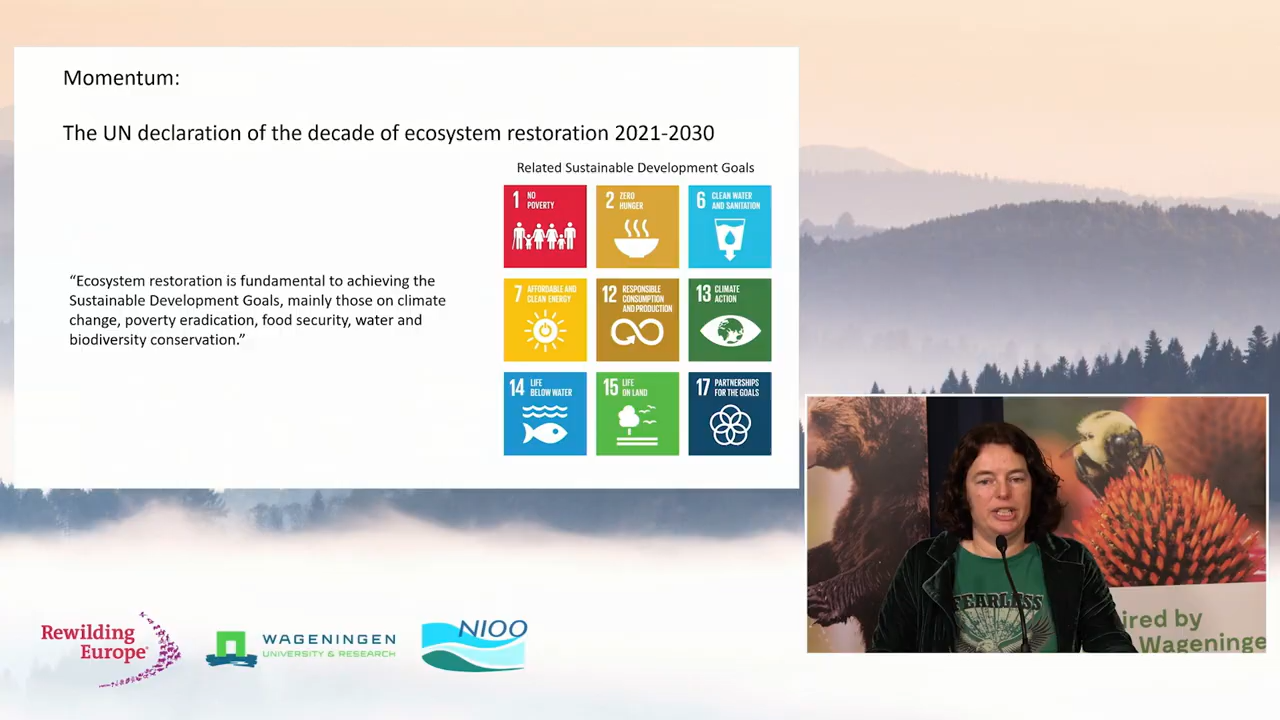 Momentum:
The UN declaration of the decade of ecosystem restoration 2021-2030
Related Sustainable Development Goals
1 NO
POVERTY
2 ZERO
HUNGER
6 CLEAN WATER
AND SANITATION
“Ecosystem restoration is fundamental to achieving the
Sustainable Development Goals, mainly those on climate
change, poverty eradication, food security, water and
biodiversity conservation.”
7 AFFORDABLE AND
CLEAN ENERGY
12 RESPONSIBLE
CONSUMPTION
AND PRODUCTION
13 CLIMATE
ACTION
14 LIFE
BELOW WATER
15 LIFE
ON LAND
17 PARTNERSHIPS
FOR THE GOALS
FEARLESS
ired by
Wageninge
Rewilding
Europe
WAGENINGEN
UNIVERSITY & RESEARCH
NIOO